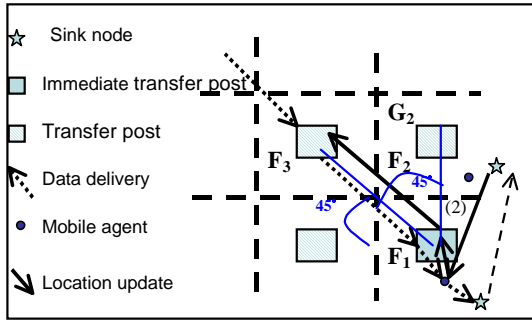 Sink node
Immediate transfer post
Transfer post
Data delivery
Mobile agent
Location update
G2
F3
F2
45°
(2)
45°
F1